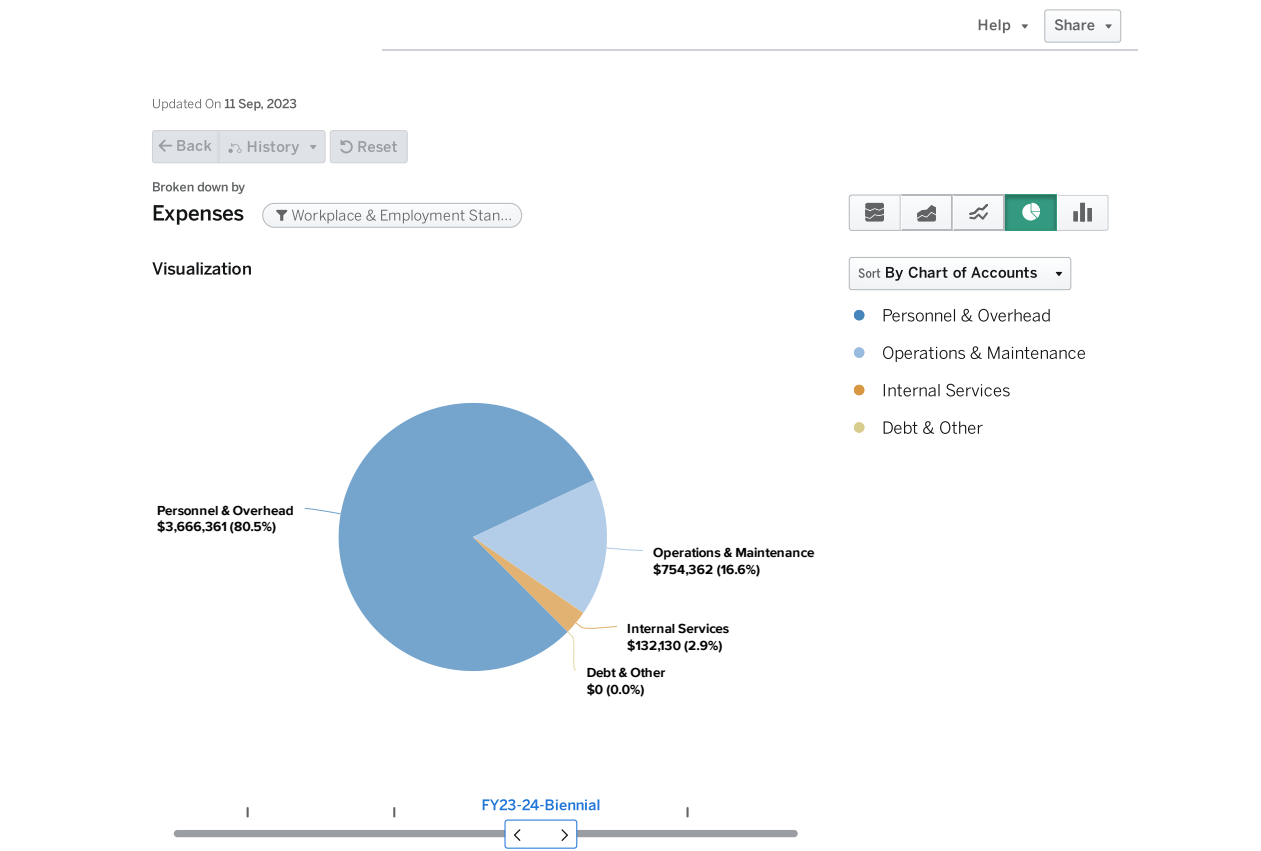 Help
Share
Updated On 11 Sep, 2023
Back
History
Reset
Broken down by
Expenses
Workplace & Employment Stan...
Visualization
Sort By Chart of Accounts
Personnel & Overhead
Operations & Maintenance
Internal Services
Debt & Other
Personnel & Overhead
$3,666,361 (80.5%)
Operations & Maintenance
$754,362 (16.6%)
Internal Services
$132,130 (2.9%)
Debt & Other
$0 (0.0%)
FY23-24-Biennial